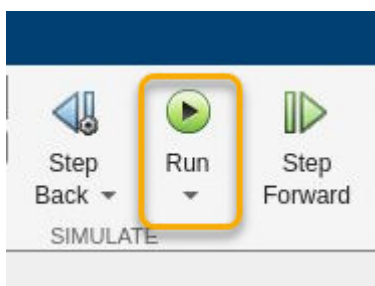 Step
Back
Run
Step
Forward
SIMULATE